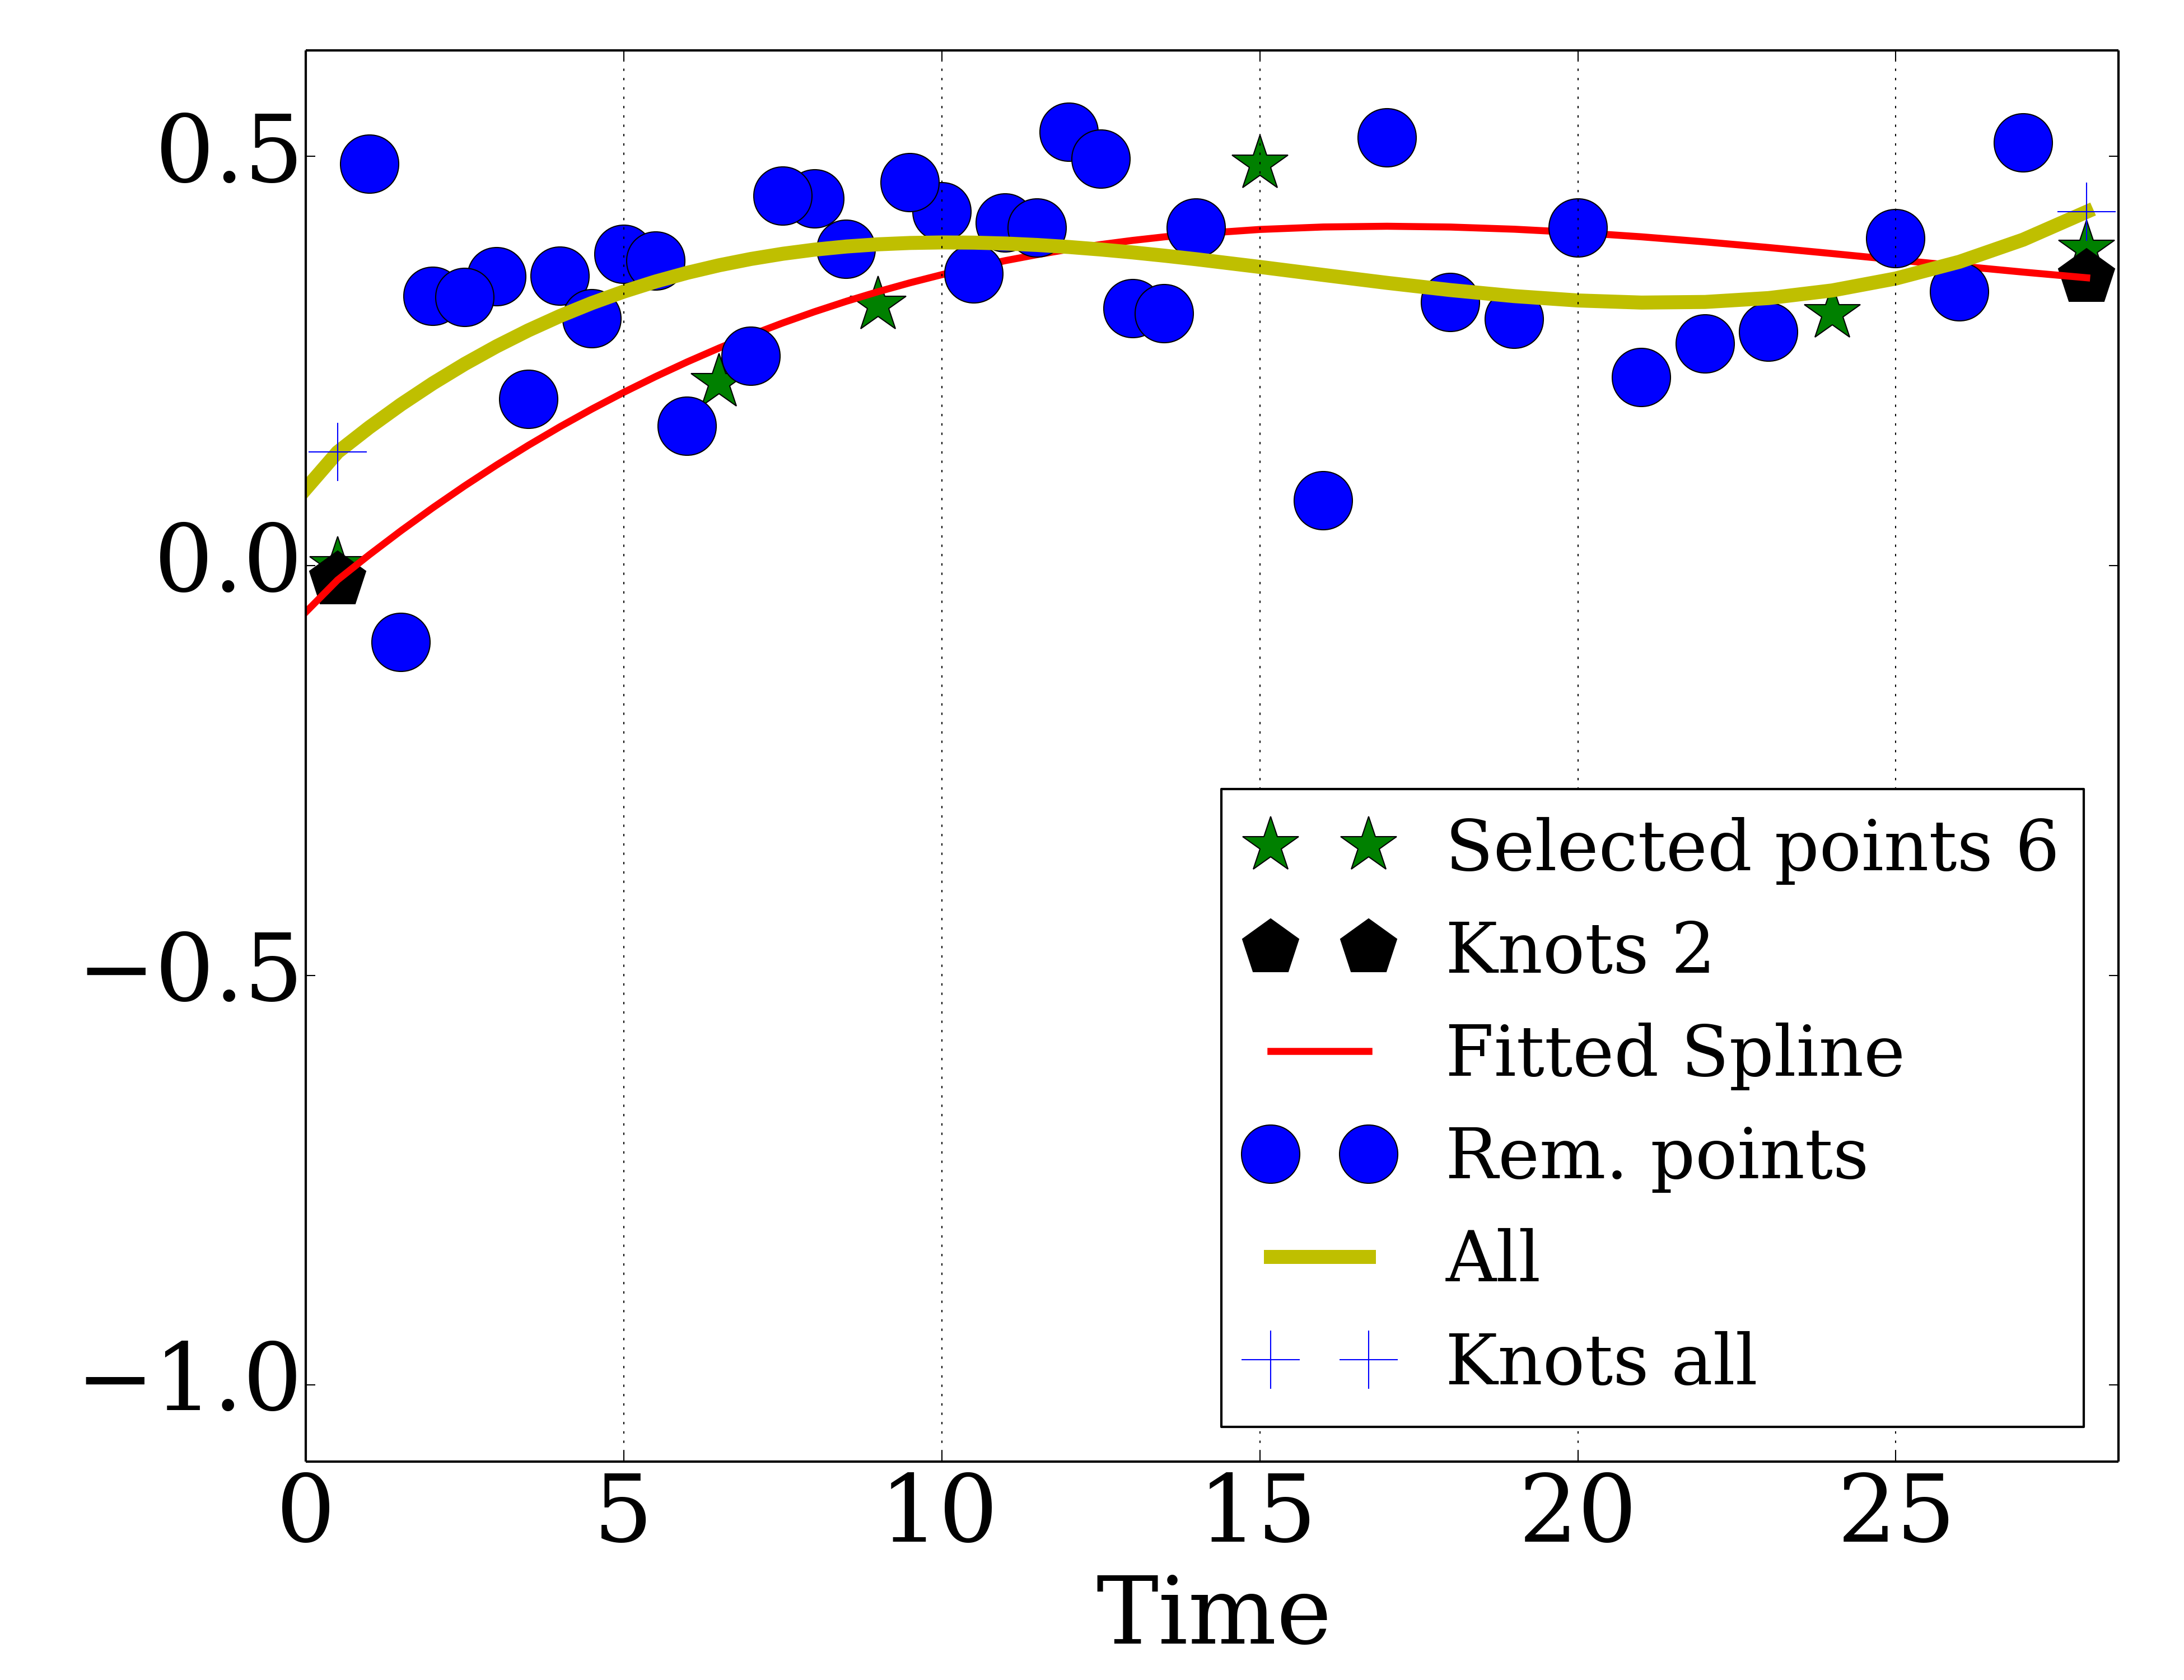 0.5
0.0
−0.5
−1.0
Selected points 6
Knots 2
Fitted Spline
Rem. points
All
Knots all
0 5 10 15 20 25
Time